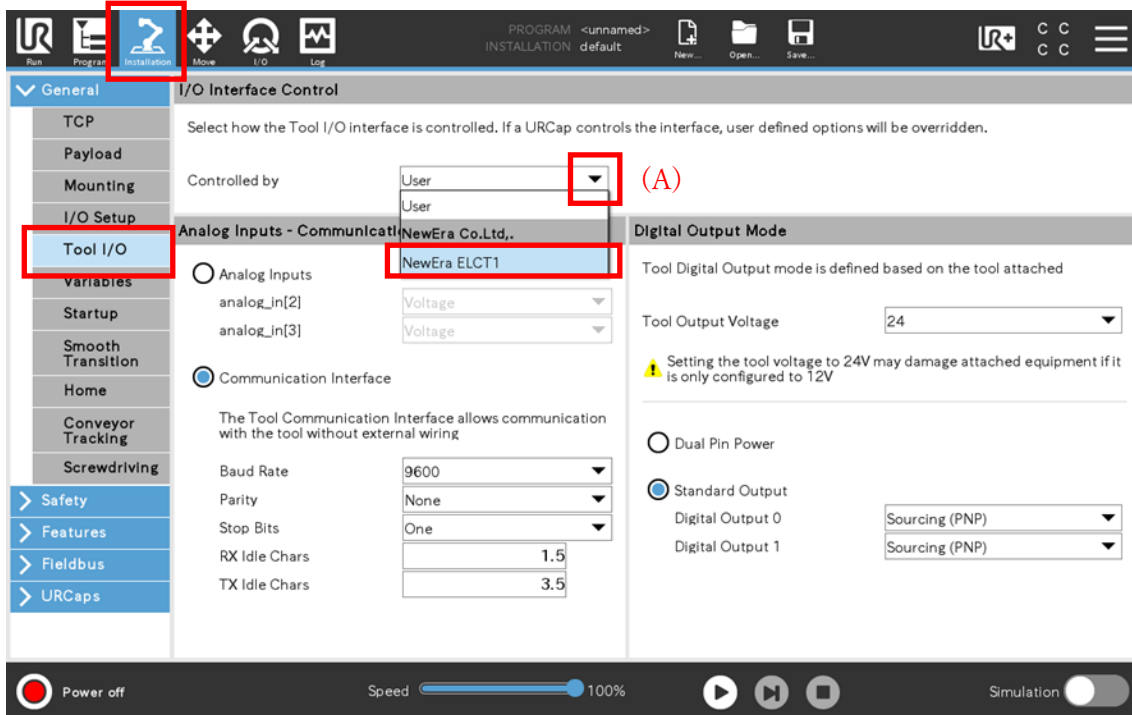 PROGRAM <unnamed>
INSTALLATION default
UR+
C C
C C
Run
Program
Installation
Move
I/O
Log
New...
Open...
Save...
General
TCP
Payload
Mounting
I/O Setup
Tool I/O
Variables
Startup
Smooth
Transition
Home
Conveyor
Tracking
Screwdriving
Safety
Features
Fieldbus
URCaps
I/O Interface Control
Select how the Tool I/O interface is controlled. If a URCap controls the interface, user defined options will be overridden.
Controlled by
User
(A)
User
NewEra Co.Ltd,.
NewEra ELCT1
Analog Inputs - Communicati
Analog Inputs
analog_in[2]
Voltage
analog_in[3]
Voltage
Communication Interface
The Tool Communication Interface allows communication
with the tool without external wiring
Baud Rate
9600
Parity
None
Stop Bits
One
RX Idle Chars
1.5
TX Idle Chars
3.5
Digital Output Mode
Tool Digital Output mode is defined based on the tool attached
Tool Output Voltage
24
Setting the tool voltage to 24V may damage attached equipment if it
is only configured to 12V
Dual Pin Power
Standard Output
Digital Output 0
Sourcing (PNP)
Digital Output 1
Sourcing (PNP)
Power off
Speed
100%
Simulation